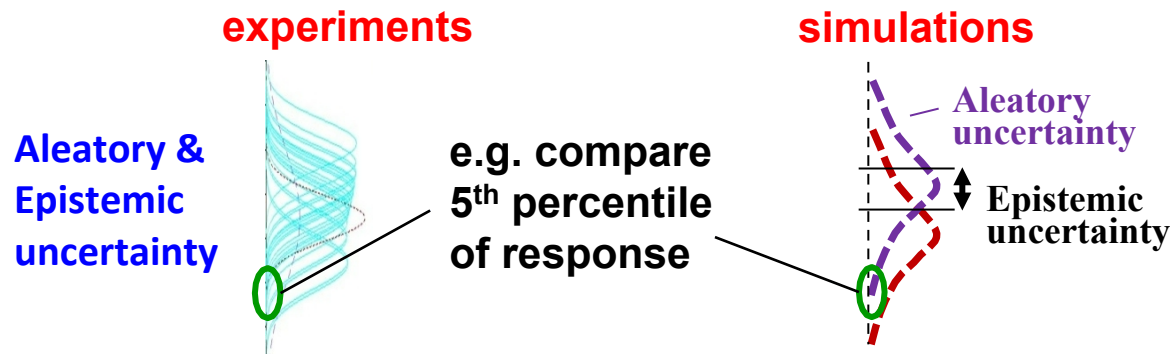 experiments
simulations
Aleatory &
Epistemic
uncertainty
e.g. compare
5th percentile
of response
Aleatory
uncertainty
Epistemic
uncertainty